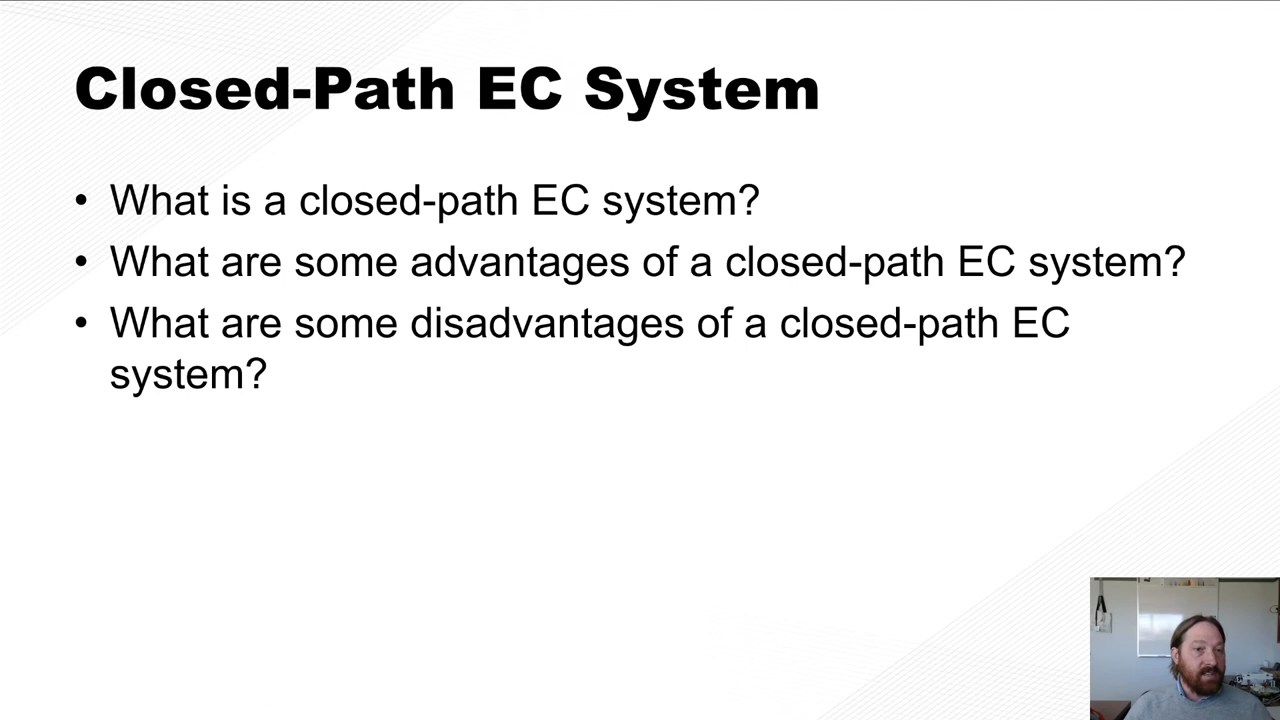 Closed-Path EC System
• What is a closed-path EC system?
• What are some advantages of a closed-path EC system?
• What are some disadvantages of a closed-path EC
system?